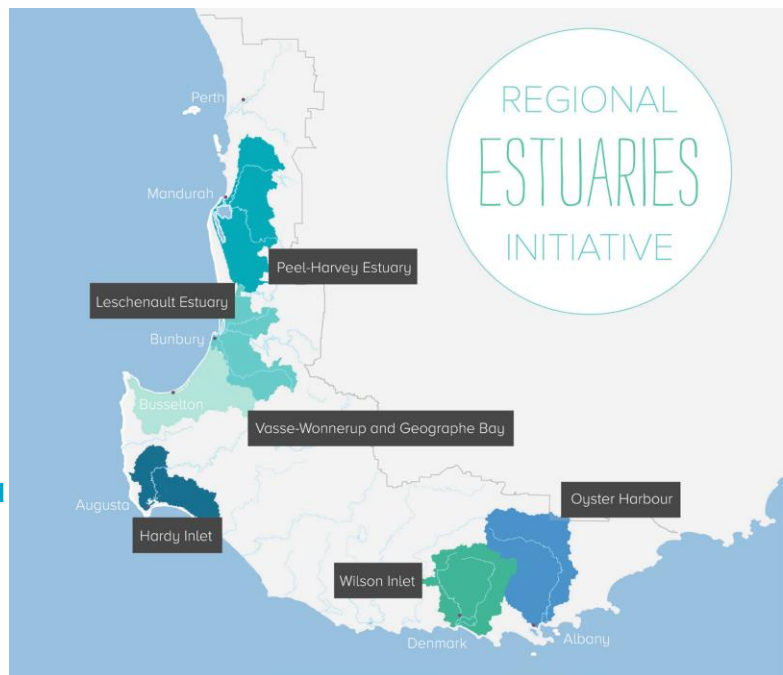 REGIONAL
ESTUARIES
INITIATIVE
Perth
Mandurah
Peel-Harvey Estuary
Leschenault Estuary
Bunbury
Busselton
Vasse-Wonnerup and Geographe Bay
Augusta
Hardy Inlet
Oyster Harbour
Wilson Inlet
Denmark
Albany